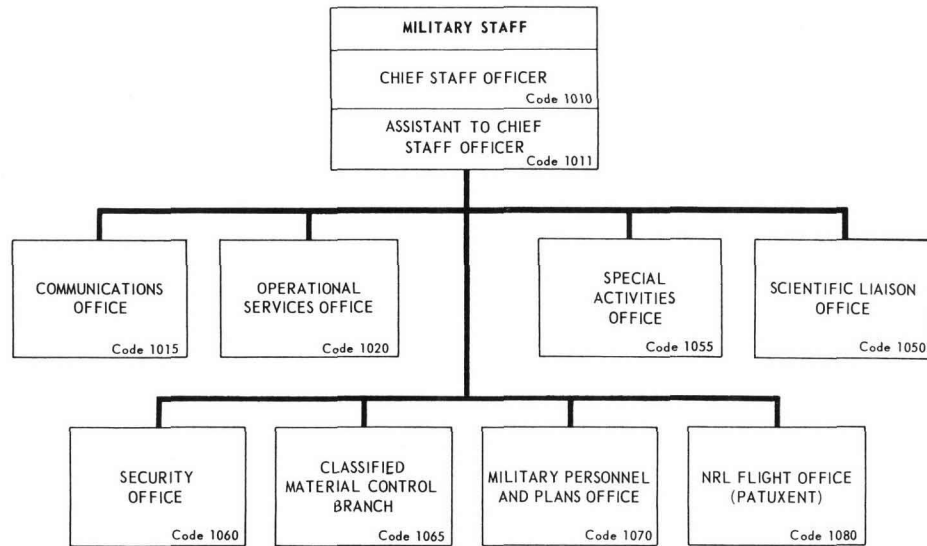 MILITARY STAFF
CHIEF STAFF OFFICER
Code 1010
ASSISTANT TO CHIEF
STAFF OFFICER
Code 1011
COMMUNICATIONS
OFFICE
Code 1015
OPERATIONAL
SERVICES OFFICE
Code 1020
SPECIAL
ACTIVITIES
OFFICE
Code 1055
SCIENTIFIC LIAISON
OFFICE
Code 1050
SECURITY
OFFICE
Code 1060
CLASSIFIED
MATERIAL CONTROL
BRANCH
Code 1065
MILITARY PERSONNEL
AND PLANS OFFICE
Code 1070
NRL FLIGHT OFFICE
(PATUXENT)
Code 1080